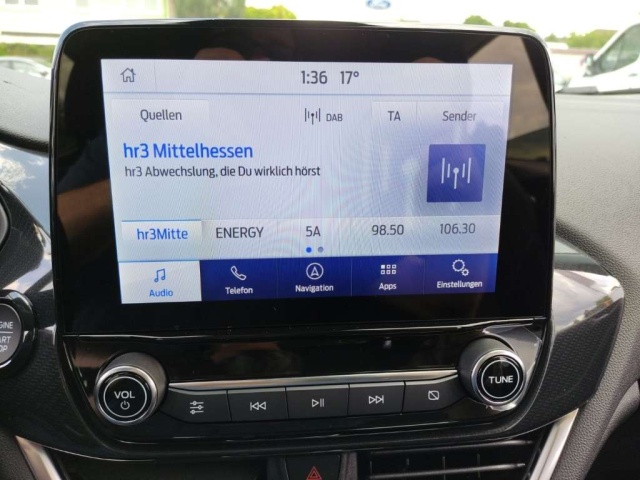 1:36 17°
Quellen DAB TA Sender
hr3 Mittelhessen
hr3 Abwechslung, die Du wirklich hörst
hr3Mitte ENERGY 5A 98.50 106.30
Audio Telefon Navigation Apps Einstellungen
VOL
TUNE